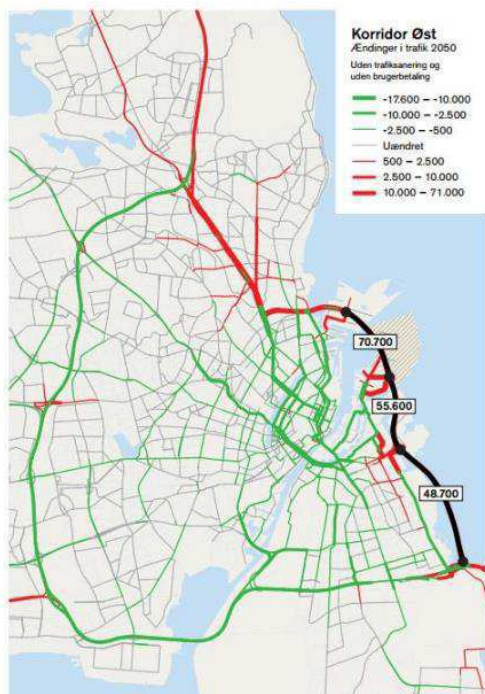 Korridor Øst
Ændinger i trafik 2050
Uden trafiksanering og
uden brugerbetaling
-17.600 – -10.000
-10.000 – -2.500
-2.500 – -500
Uændret
500 – 2.500
2.500 – 10.000
10.000 – 71.000
70.700
55.600
48.700